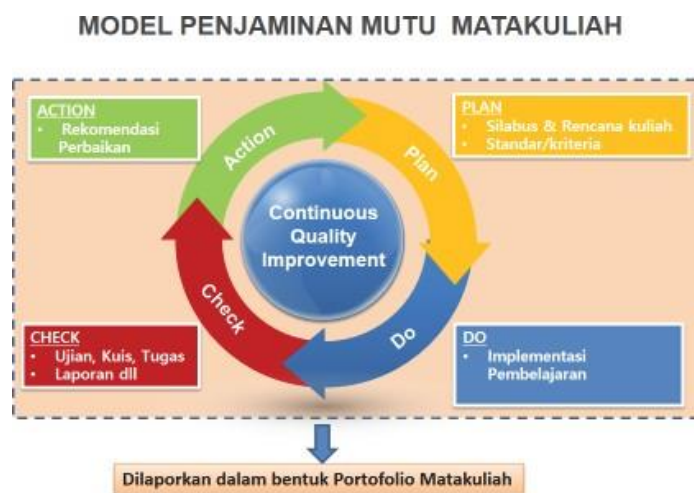 MODEL PENJAMINAN MUTU MATAKULIAH
ACTION
• Rekomendasi
Perbaikan
PLAN
• Silabus & Rencana kuliah
• Standar/kriteria
Action
Plan
Continuous
Quality
Improvement
Check
Do
CHECK
• Ujian, Kuis, Tugas
• Laporan dll
DO
• Implementasi
Pembelajaran
Dilaporkan dalam bentuk Portofolio Matakuliah